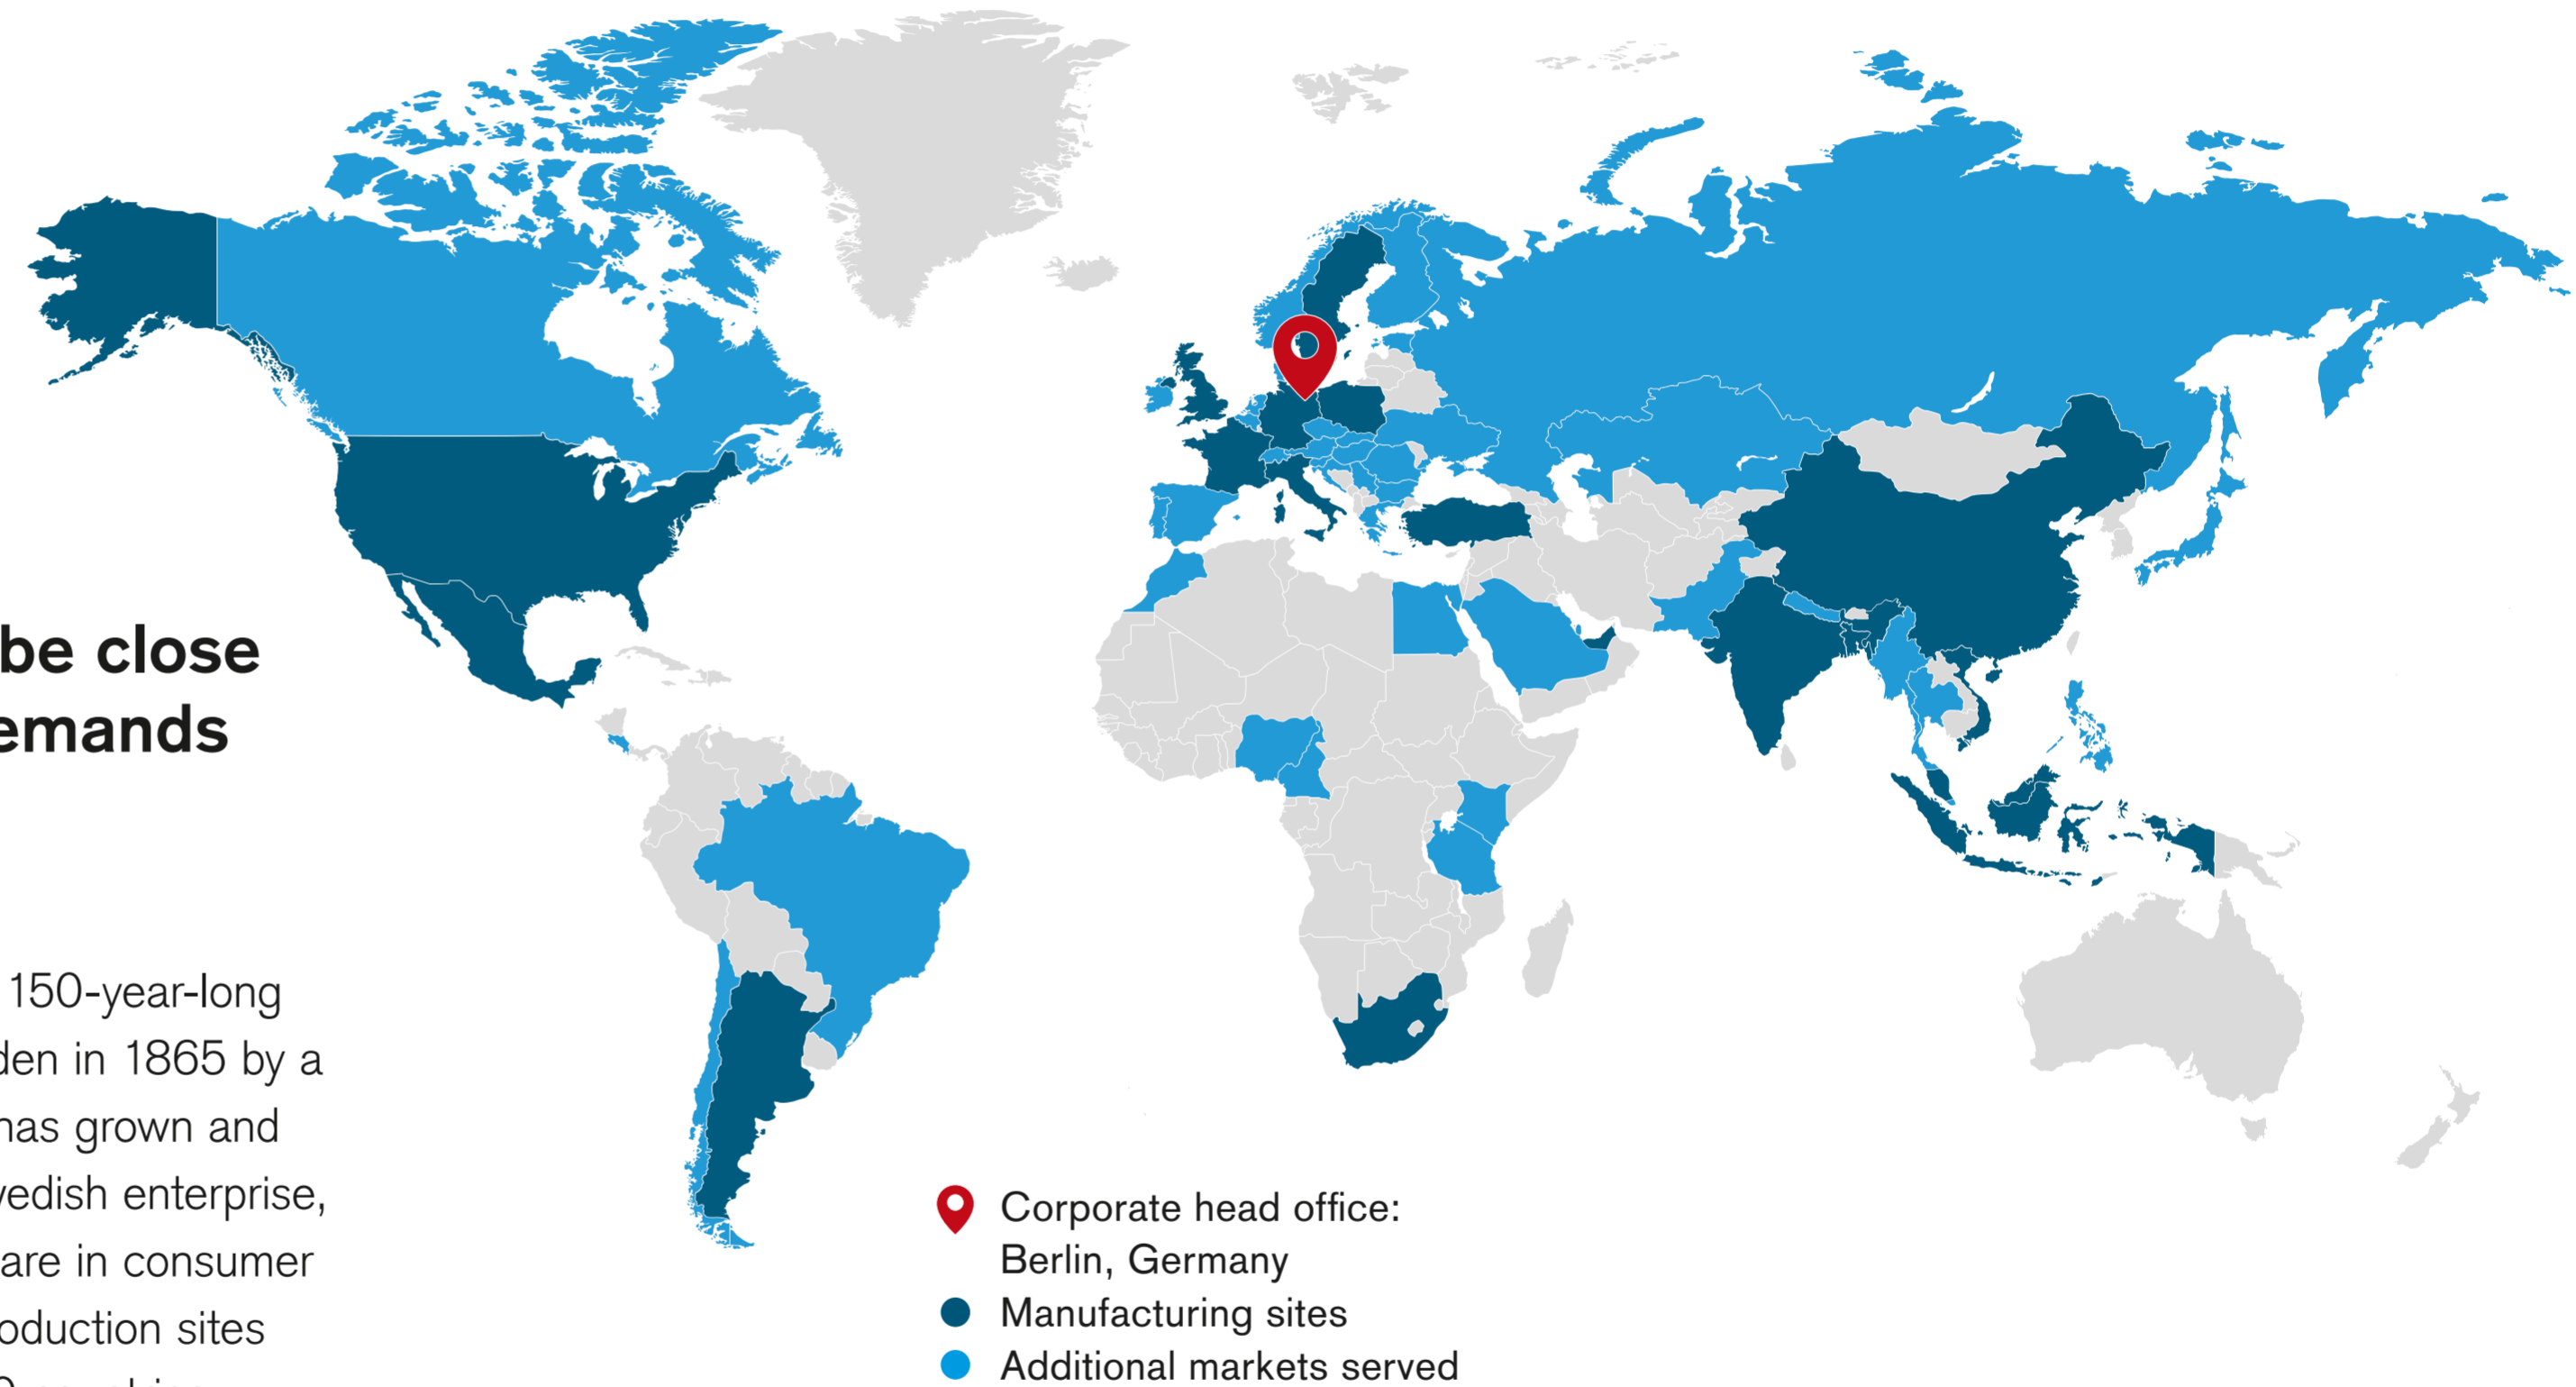 be close
emands
150-year-long
den in 1865 by a
has grown and
vedish enterprise,
are in consumer
oduction sites
Corporate head office:
Berlin, Germany
Manufacturing sites
Additional markets served